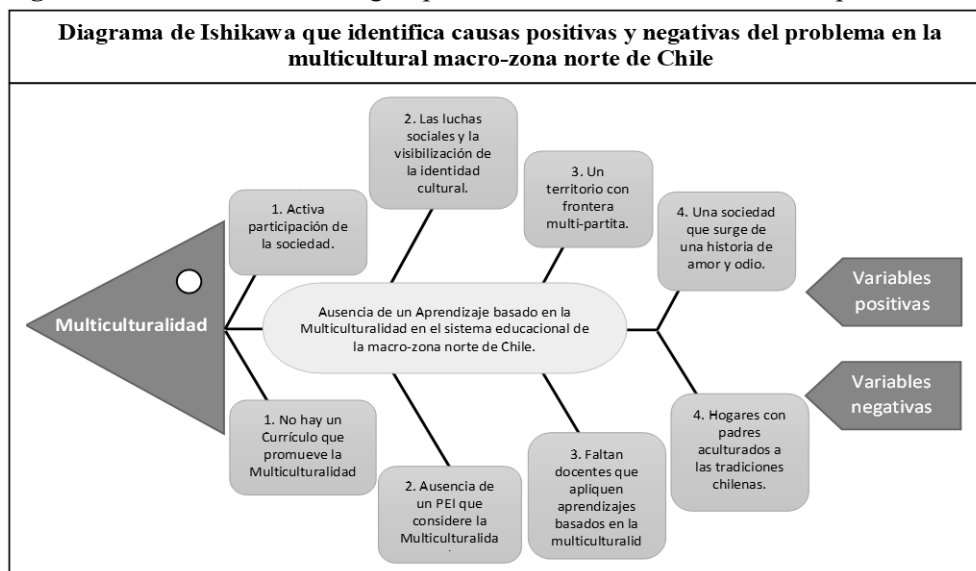 Diagrama de Ishikawa que identifica causas positivas y negativas del problema en la
multicultural macro-zona norte de Chile
2. Las luchas
sociales y la
visibilización de
la identidad
cultural.
3. Un
territorio con
frontera
multi-partita.
1. Activa
participación de
la sociedad.
4. Una sociedad
que surge de
una historia de
amor y odio.
Variables
positivas
Multiculturalidad
Ausencia de un Aprendizaje basado en la
Multiculturalidad en el sistema educacional de
la macro-zona norte de Chile.
Variables
negativas
1. No hay un
Currículo que
promueve la
Multiculturalidad
2. Ausencia de
un PEI que
considere la
Multiculturalida
3. Faltan
docentes que
apliquen
aprendizajes
basados en la
multiculturalid
4. Hogares con
padres
aculturados a
las tradiciones
chilenas.